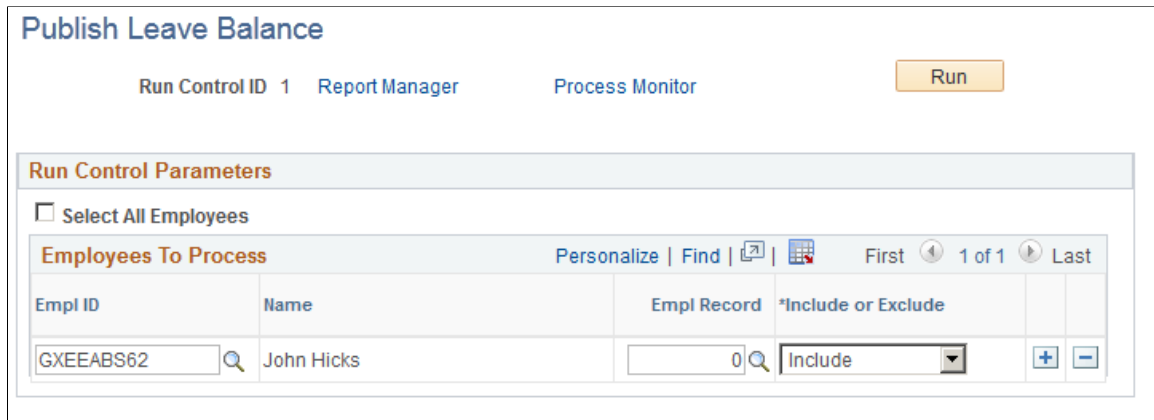 Publish Leave Balance
Run Control ID 1 Report Manager Process Monitor Run
Run Control Parameters
Select All Employees
Employees To Process Personalize | Find | | First 1 of 1 Last
Empl ID Name Empl Record *Include or Exclude
GXEEABS62 John Hicks 0 Include + −